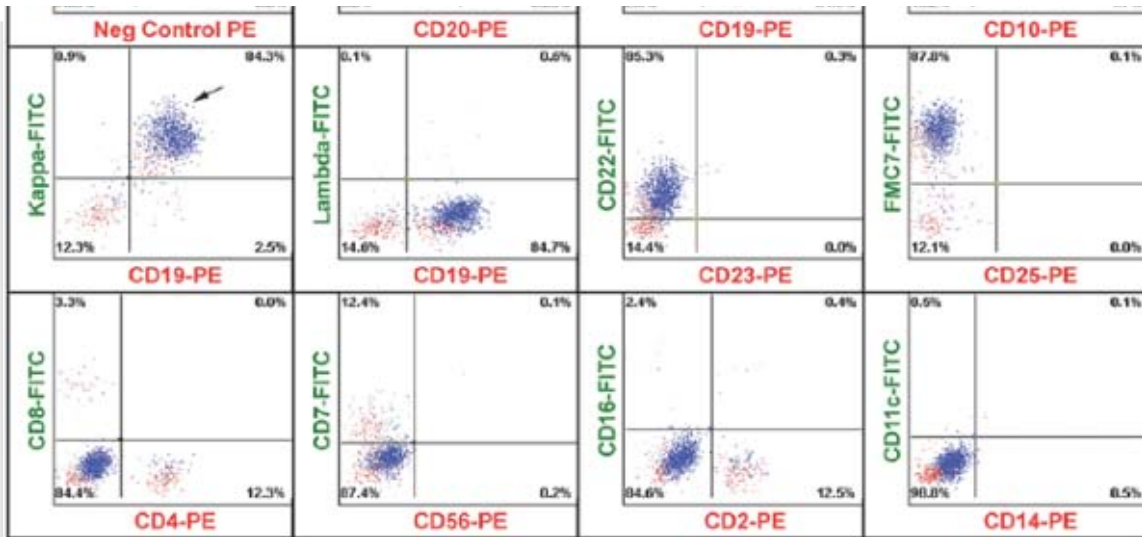 Neg Control PE
CD20-PE
CD19-PE
CD10-PE
Kappa-FITC
0.9%
84.3%
12.3%
2.5%
CD19-PE
Lambda-FITC
0.1%
0.6%
14.6%
84.7%
CD19-PE
CD22-FITC
85.3%
0.3%
14.4%
0.0%
CD23-PE
FMC7-FITC
87.8%
0.1%
12.1%
0.0%
CD25-PE
CD8-FITC
3.3%
0.0%
84.4%
12.3%
CD4-PE
CD7-FITC
12.4%
0.1%
87.4%
0.2%
CD56-PE
CD16-FITC
2.4%
0.4%
84.6%
12.5%
CD2-PE
CD11c-FITC
0.5%
0.1%
98.8%
0.5%
CD14-PE